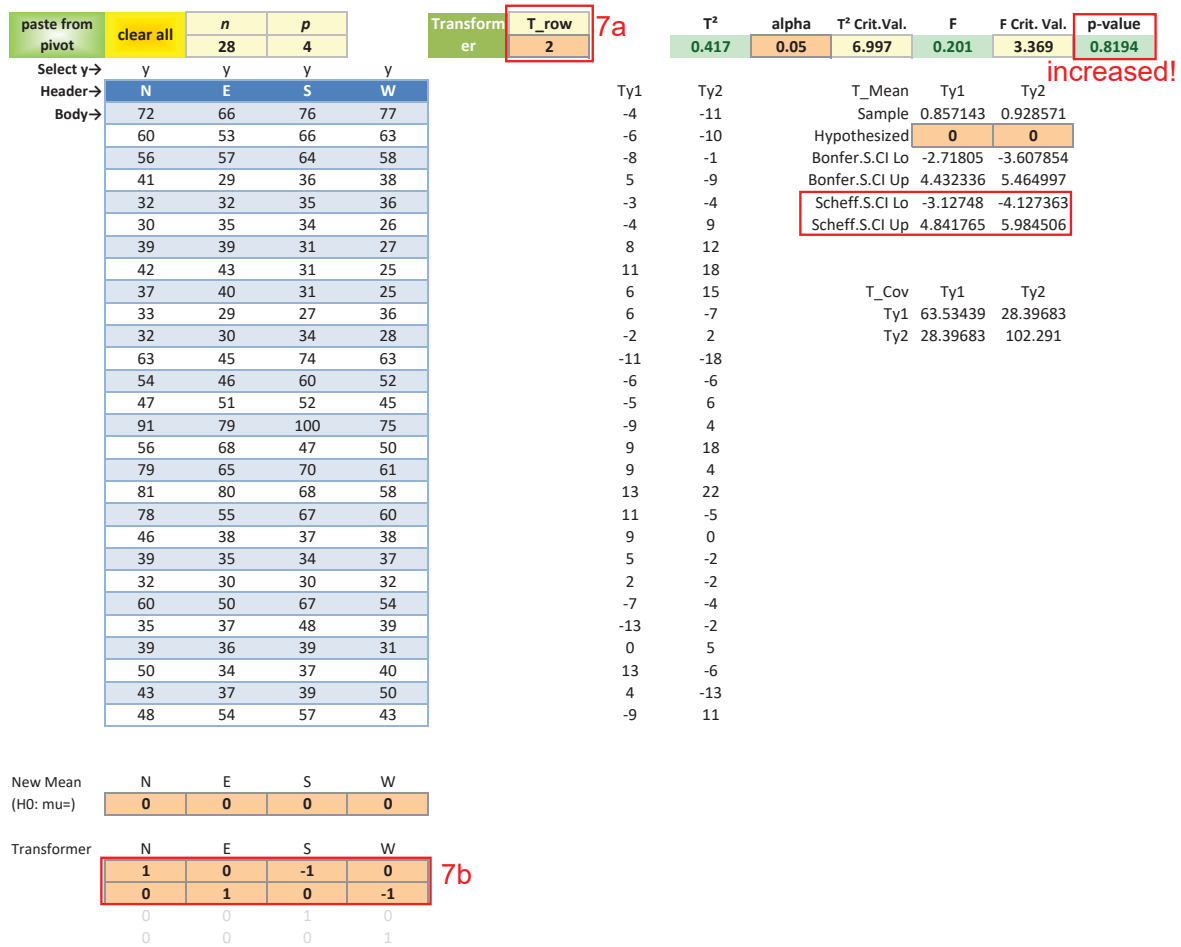 paste from pivot clear all n p Transformer T_row 7a T² alpha T² Crit.Val. F F Crit. Val. p-value
28 4 2 0.417 0.05 6.997 0.201 3.369 0.8194
increased!
Select y→ y y y y
Header→ N E S W Ty1 Ty2 T_Mean Ty1 Ty2
Body→ 72 66 76 77 -4 -11 Sample 0.857143 0.928571
60 53 66 63 -6 -10 Hypothesized 0 0
56 57 64 58 -8 -1 Bonfer.S.CI Lo -2.71805 -3.607854
41 29 36 38 5 -9 Bonfer.S.CI Up 4.432336 5.464997
32 32 35 36 -3 -4 Scheff.S.CI Lo -3.12748 -4.127363
30 35 34 26 -4 9 Scheff.S.CI Up 4.841765 5.984506
39 39 31 27 8 12
42 43 31 25 11 18
37 40 31 25 6 15 T_Cov Ty1 Ty2
33 29 27 36 6 -7 Ty1 63.53439 28.39683
32 30 34 28 -2 2 Ty2 28.39683 102.291
63 45 74 63 -11 -18
54 46 60 52 -6 -6
47 51 52 45 -5 6
91 79 100 75 -9 4
56 68 47 50 9 18
79 65 70 61 9 4
81 80 68 58 13 22
78 55 67 60 11 -5
46 38 37 38 9 0
39 35 34 37 5 -2
32 30 30 32 2 -2
60 50 67 54 -7 -4
35 37 48 39 -13 -2
39 36 39 31 0 5
50 34 37 40 13 -6
43 37 39 50 4 -13
48 54 57 43 -9 11
New Mean N E S W
(H0: mu=) 0 0 0 0
Transformer N E S W
1 0 -1 0 7b
0 1 0 -1
0 0 1 0
0 0 0 1